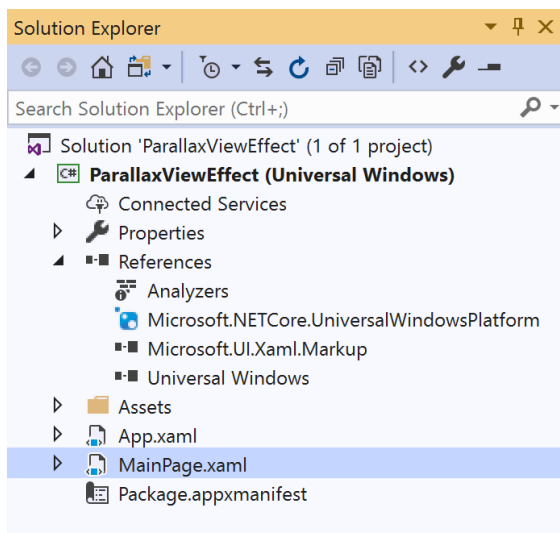 Solution Explorer
Search Solution Explorer (Ctrl+;)
Solution 'ParallaxViewEffect' (1 of 1 project)
C# ParallaxViewEffect (Universal Windows)
Connected Services
Properties
References
Analyzers
Microsoft.NETCore.UniversalWindowsPlatform
Microsoft.UI.Xaml.Markup
Universal Windows
Assets
App.xaml
MainPage.xaml
Package.appxmanifest